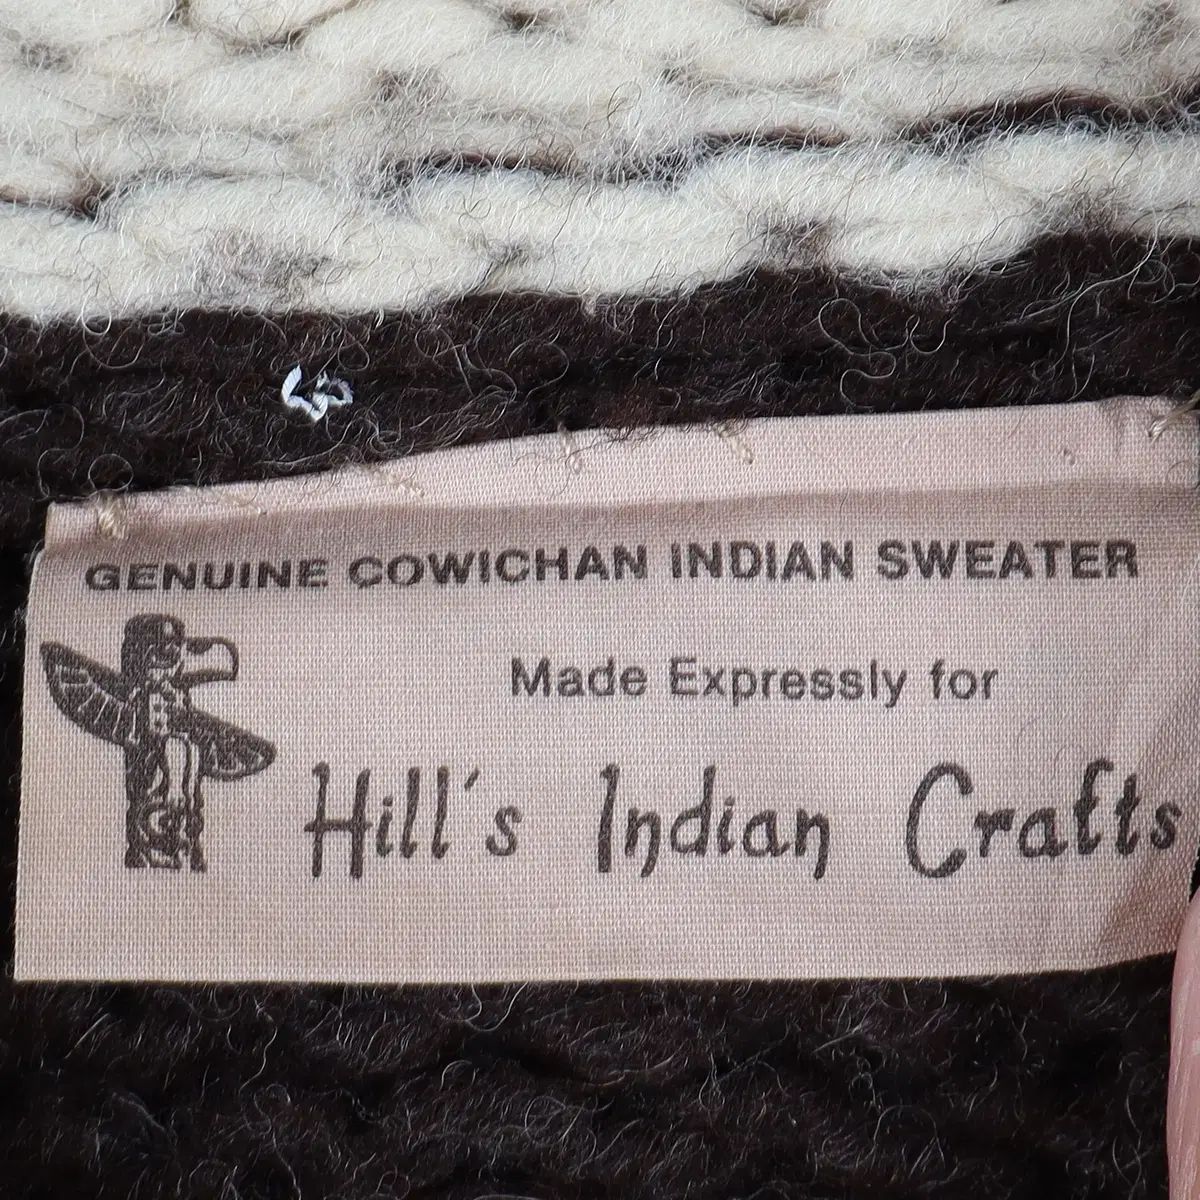 GENUINE COWICHAN INDIAN SWEATER
Made Expressly for
Hill's Indian Crafts